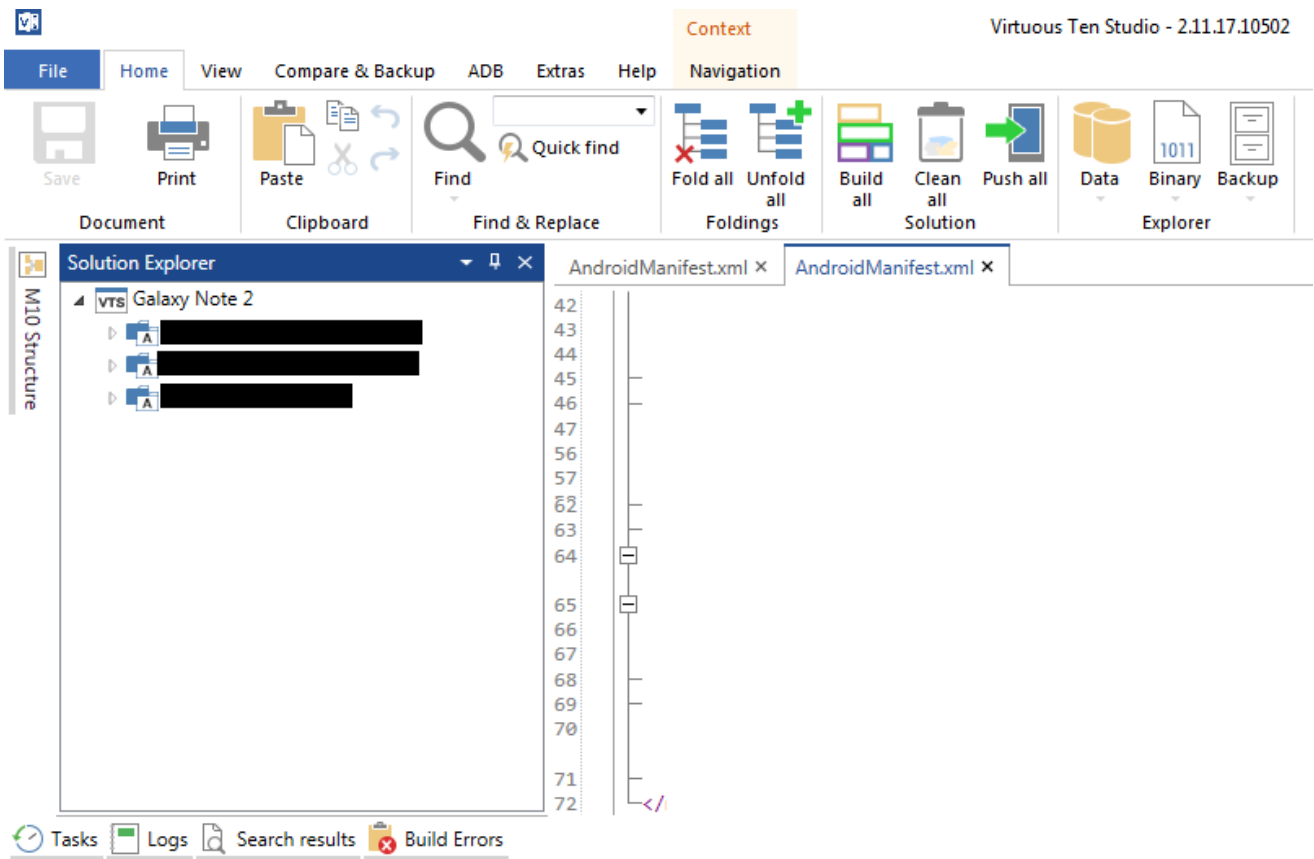 Context
Virtuous Ten Studio - 2.11.17.10502
File Home View Compare & Backup ADB Extras Help Navigation
Quick find
1011
Save Print Paste Find Fold all Unfold all Build all Clean all Push all Data Binary Backup
Document Clipboard Find & Replace Foldings Solution Explorer
M10 Structure
Solution Explorer
AndroidManifest.xml × AndroidManifest.xml ×
VTS Galaxy Note 2
A
A
A
42
43
44
45
46
47
56
57
62
63
64
65
66
67
68
69
70
71
72 </
Tasks Logs Search results Build Errors